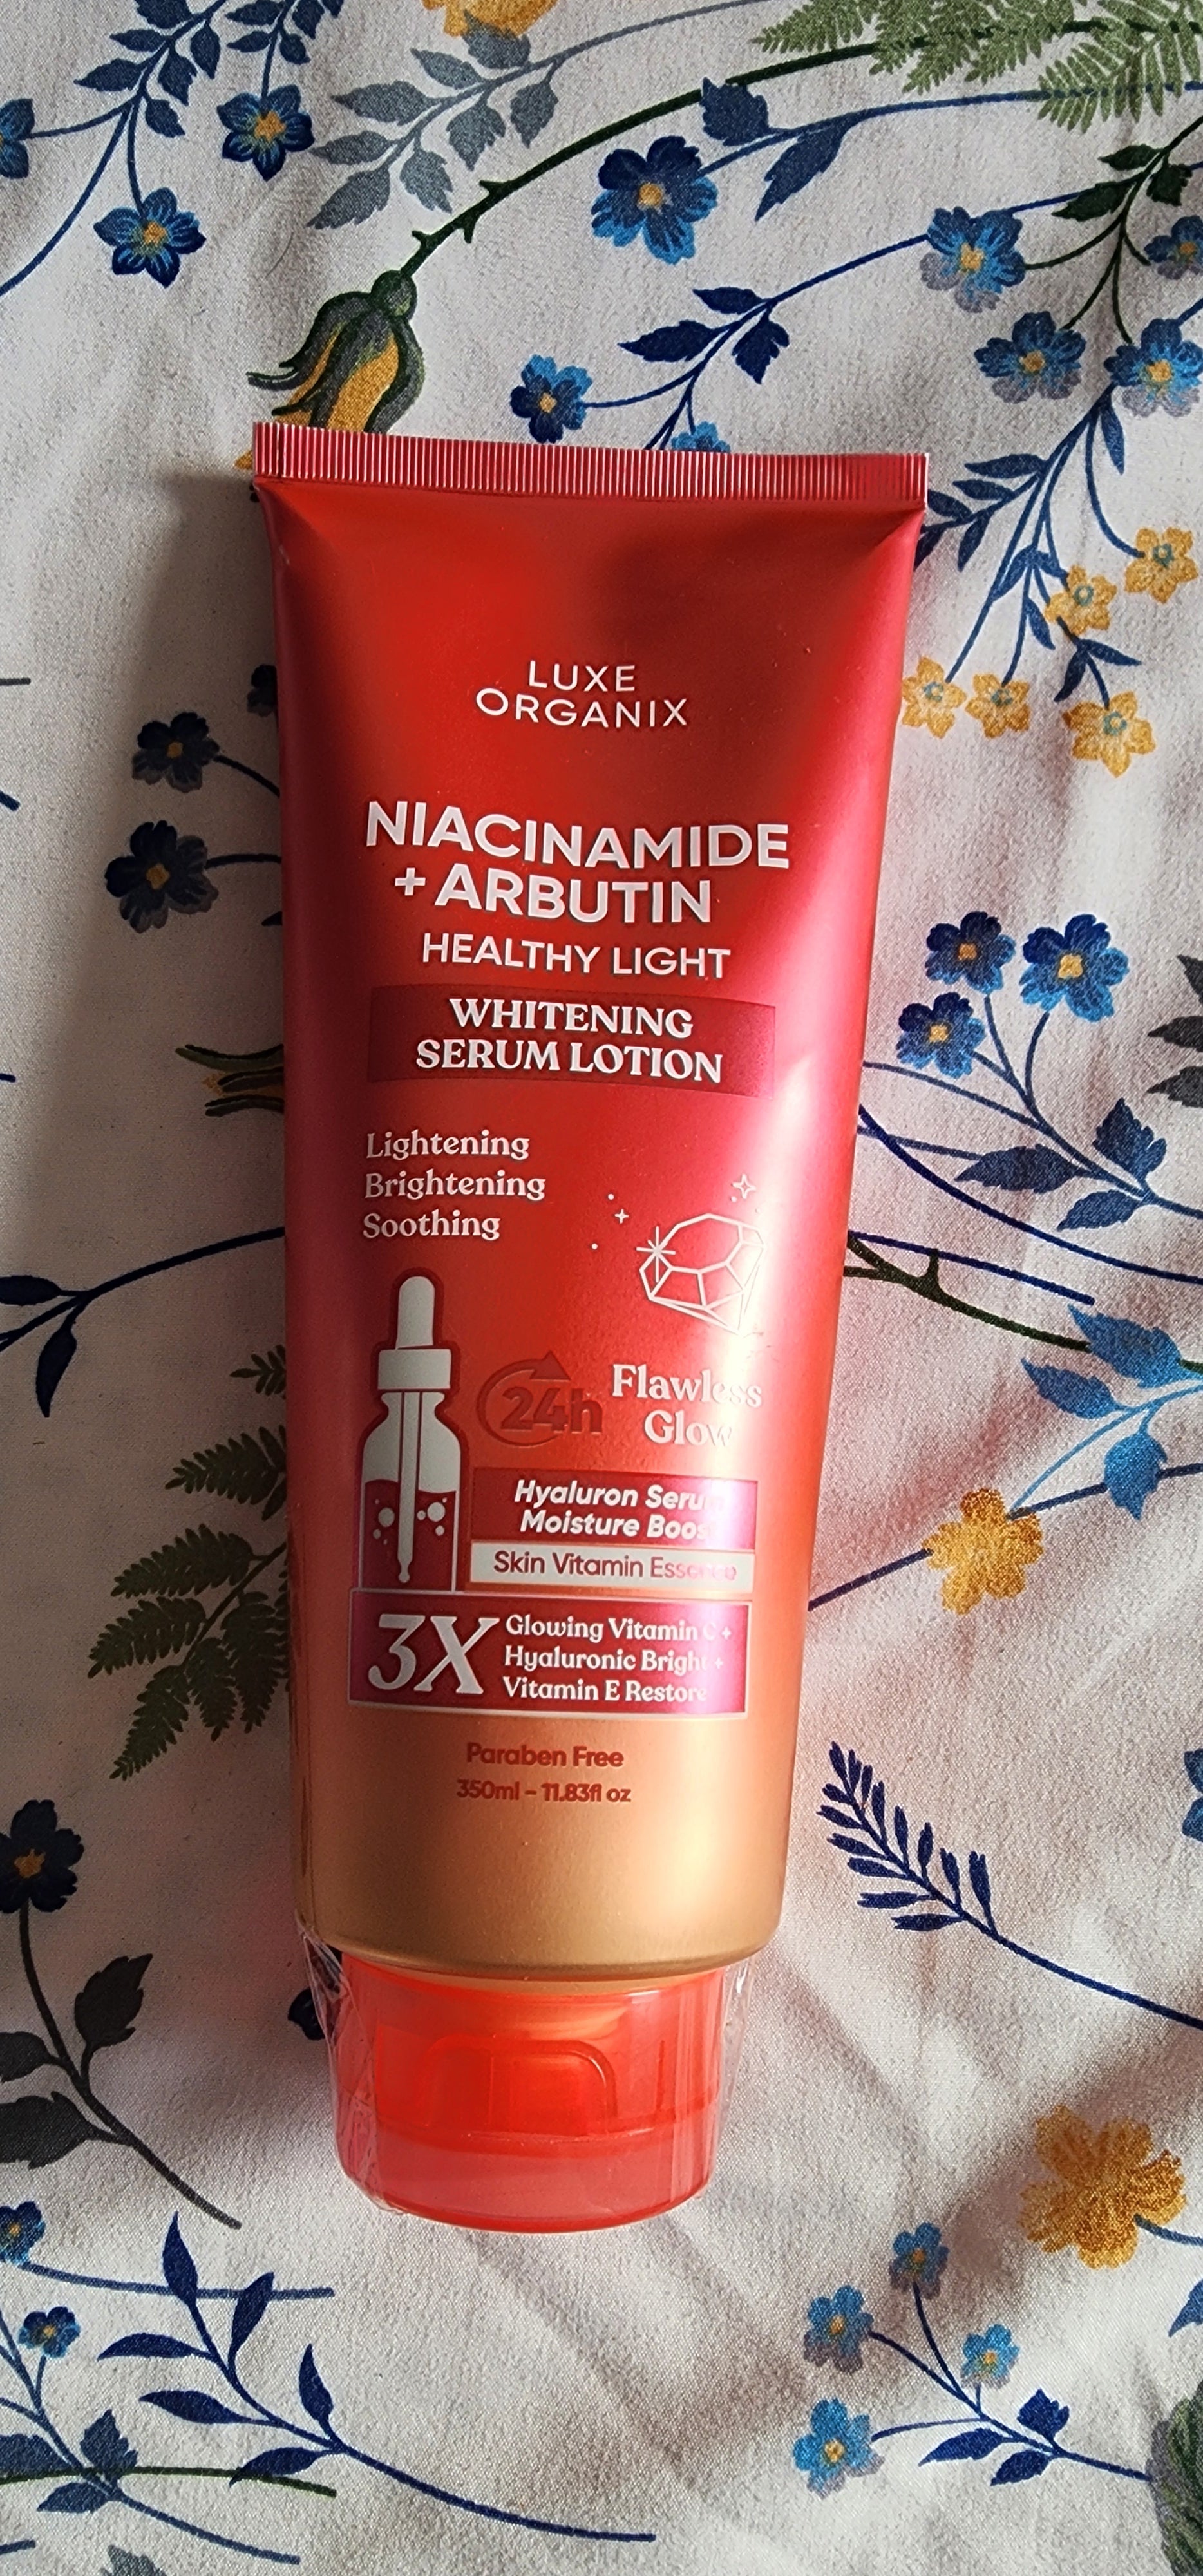 LUXE
ORGANIX
NIACINAMIDE
+ ARBUTIN
HEALTHY LIGHT
WHITENING
SERUM LOTION
Lightening
Brightening
Soothing
24h
Flawless
Glow
Hyaluron Serum
Moisture Boost
Skin Vitamin Essence
3X
Glowing Vitamin C +
Hyaluronic Bright +
Vitamin E Restore
Paraben Free
350ml - 11.83fl oz